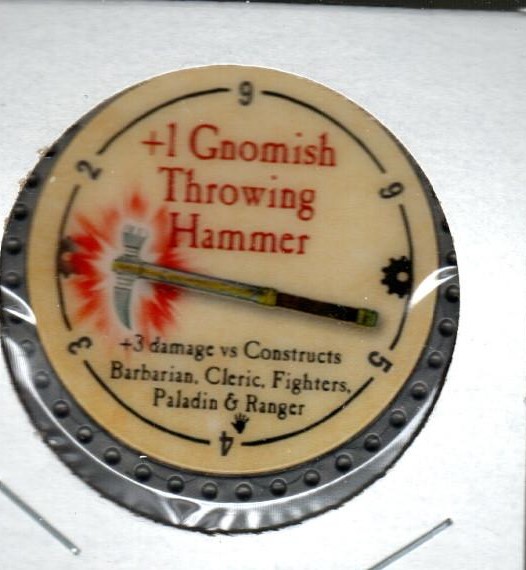 +1 Gnomish
Throwing
Hammer
+3 damage vs Constructs
Barbarian, Cleric, Fighters,
Paladin & Ranger
6
2
9
3
5
4